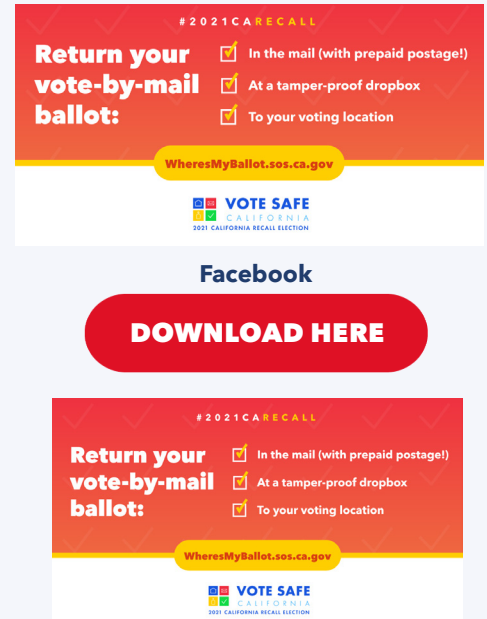 #2021CARECALL
Return your
vote-by-mail
ballot:
In the mail (with prepaid postage!)
At a tamper-proof dropbox
To your voting location
WheresMyBallot.sos.ca.gov
VOTE SAFE
CALIFORNIA
2021 CALIFORNIA RECALL ELECTION
Facebook
DOWNLOAD HERE
#2021CARECALL
Return your
vote-by-mail
ballot:
In the mail (with prepaid postage!)
At a tamper-proof dropbox
To your voting location
WheresMyBallot.sos.ca.gov
VOTE SAFE
CALIFORNIA
2021 CALIFORNIA RECALL ELECTION